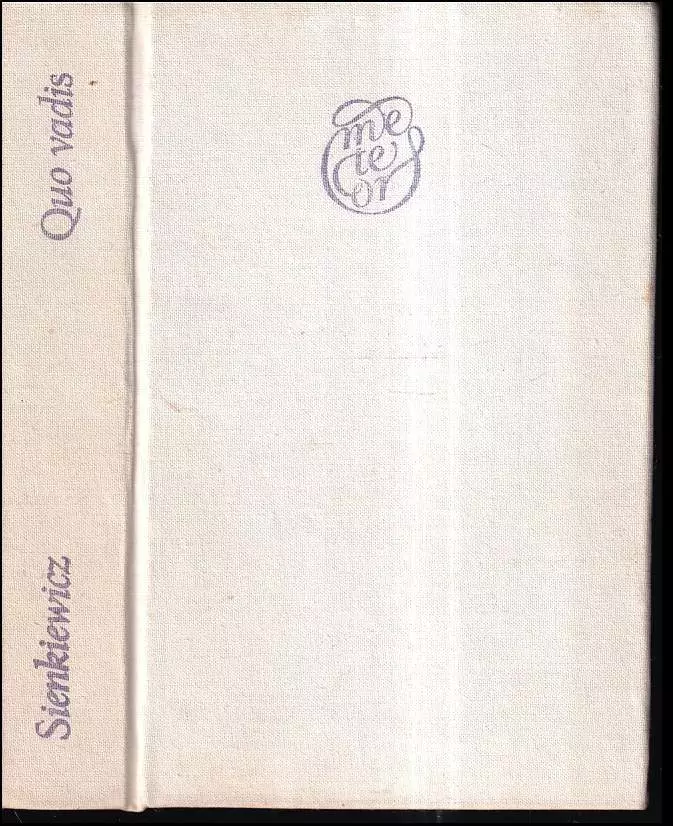 Quo vadis
Sienkiewicz
me
te
or